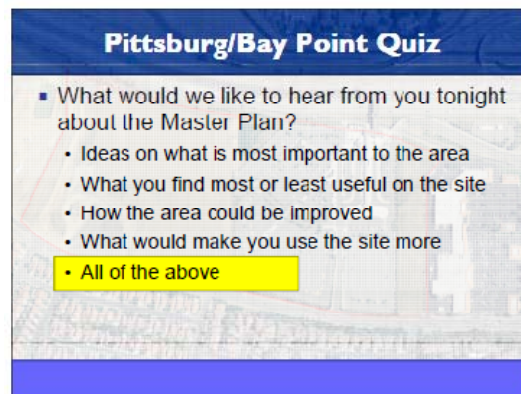 Pittsburg/Bay Point Quiz
▪ What would we like to hear from you tonight
about the Master Plan?
• Ideas on what is most important to the area
• What you find most or least useful on the site
• How the area could be improved
• What would make you use the site more
• All of the above